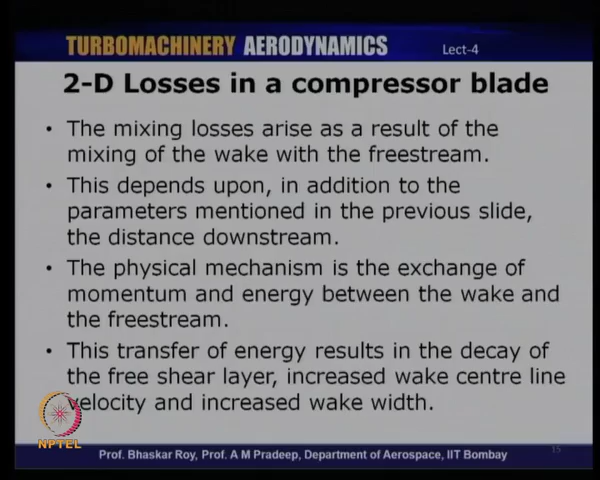 TURBOMACHINERY AERODYNAMICS Lect-4
2-D Losses in a compressor blade
• The mixing losses arise as a result of the
mixing of the wake with the freestream.
• This depends upon, in addition to the
parameters mentioned in the previous slide,
the distance downstream.
• The physical mechanism is the exchange of
momentum and energy between the wake and
the freestream.
• This transfer of energy results in the decay of
the free shear layer, increased wake centre line
velocity and increased wake width.
NPTEL
15
Prof. Bhaskar Roy, Prof. A M Pradeep, Department of Aerospace, IIT Bombay